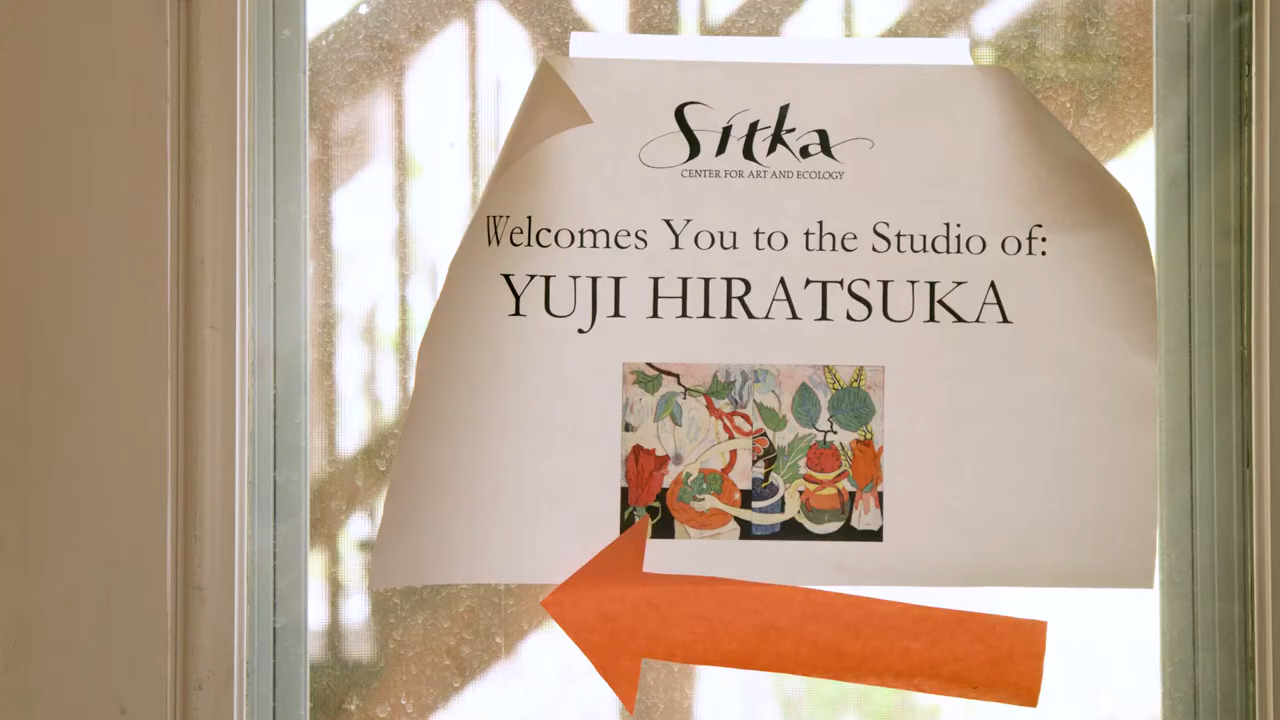 Sitka
CENTER FOR ART AND ECOLOGY
Welcomes You to the Studio of:
YUJI HIRATSUKA